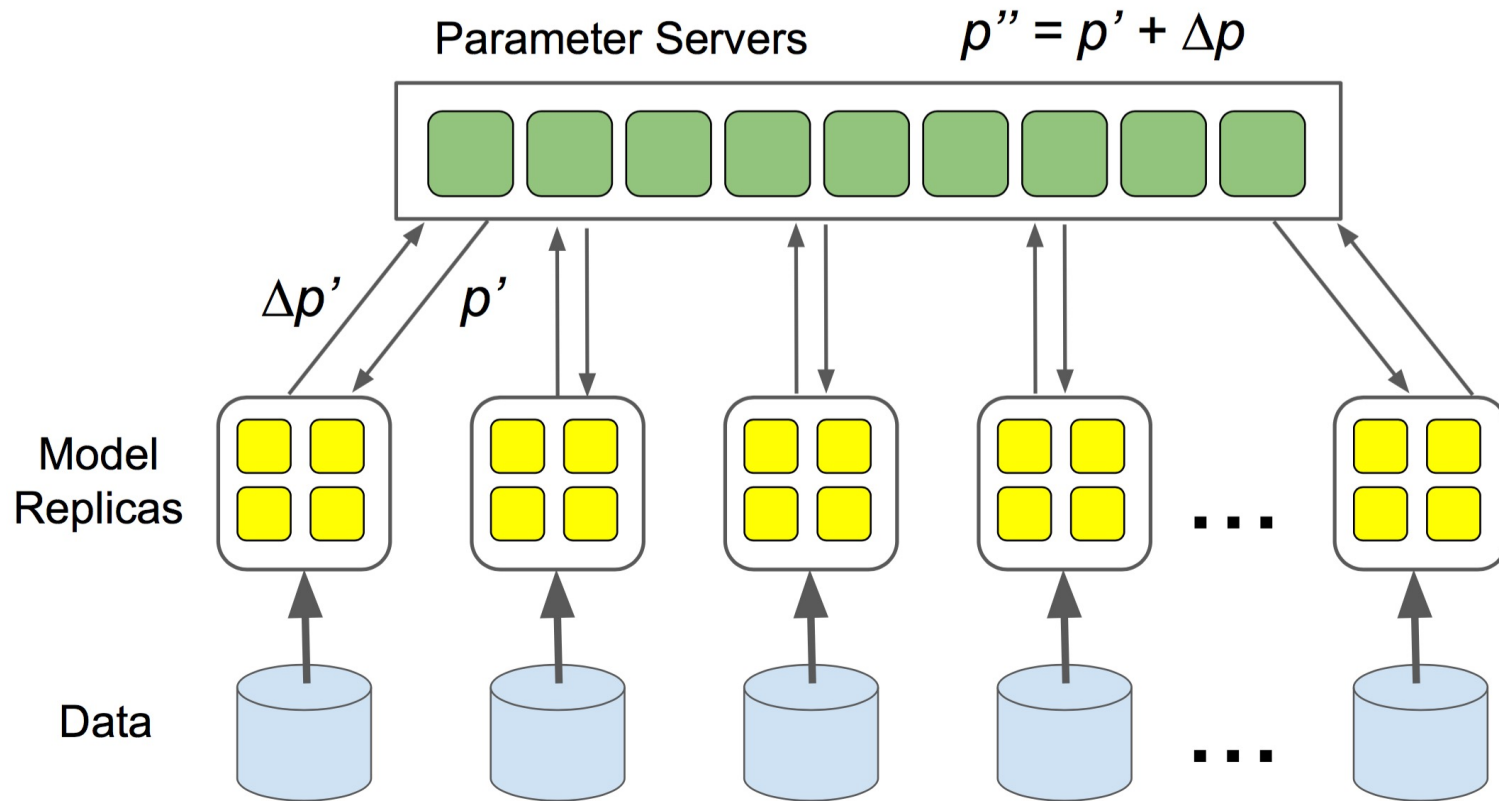 Parameter Servers
p’’ = p’ + Δp
Δp’
p’
Model
Replicas
...
Data
...